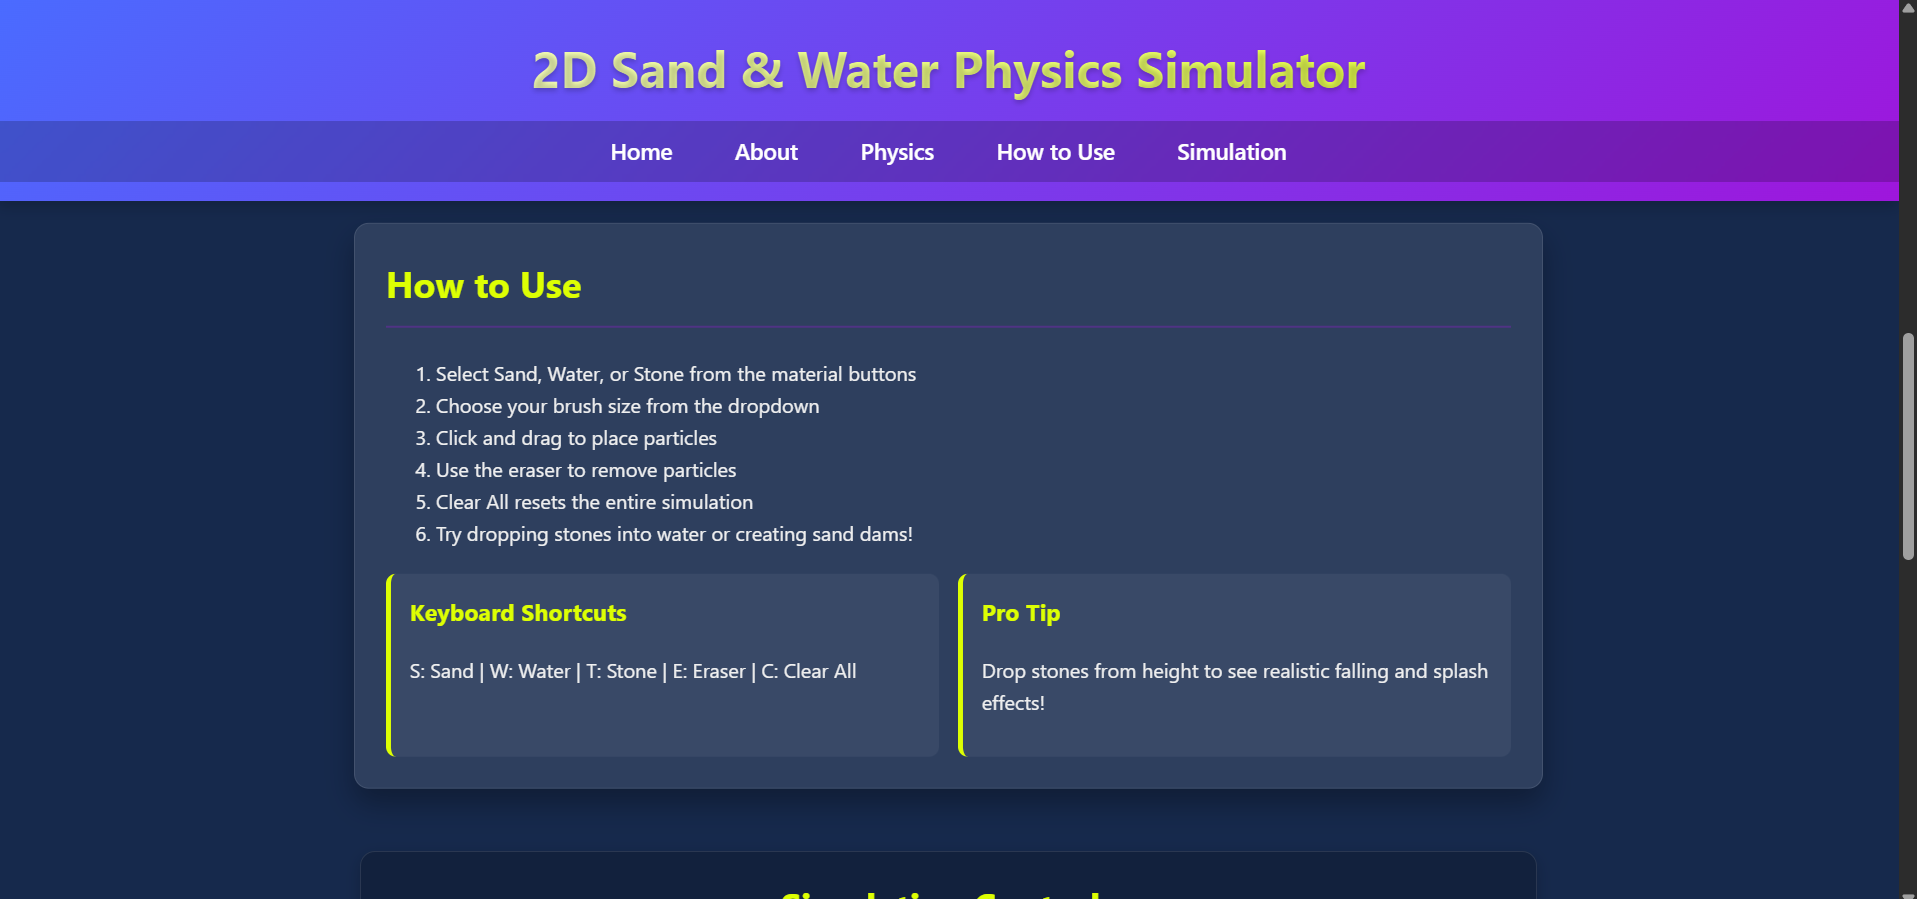 2D Sand & Water Physics Simulator
Home About Physics How to Use Simulation
How to Use
1. Select Sand, Water, or Stone from the material buttons
2. Choose your brush size from the dropdown
3. Click and drag to place particles
4. Use the eraser to remove particles
5. Clear All resets the entire simulation
6. Try dropping stones into water or creating sand dams!
Keyboard Shortcuts
S: Sand | W: Water | T: Stone | E: Eraser | C: Clear All
Pro Tip
Drop stones from height to see realistic falling and splash
effects!